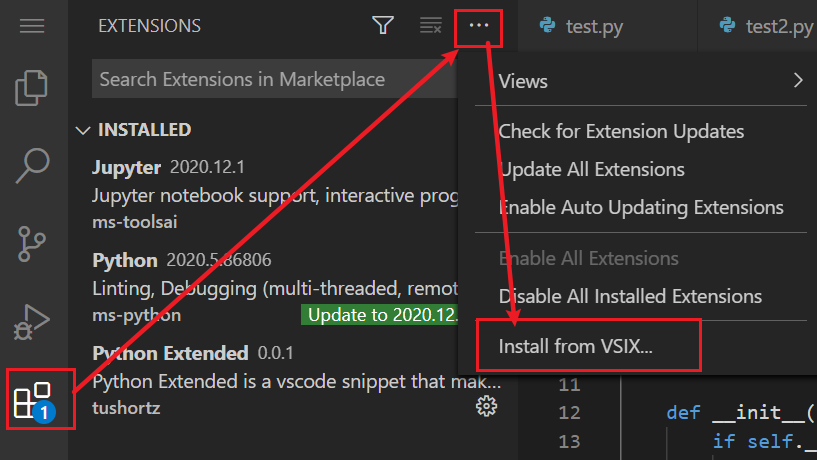 EXTENSIONS
...
test.py
test2.py
Search Extensions in Marketplace
INSTALLED
Jupyter 2020.12.1
Jupyter notebook support, interactive prog
ms-toolsai
Python 2020.5.86806
Linting, Debugging (multi-threaded, remot
ms-python
Update to 2020.12.
Python Extended 0.0.1
Python Extended is a vscode snippet that mak...
tushortz
1
Views
Check for Extension Updates
Update All Extensions
Enable Auto Updating Extensions
Enable All Extensions
Disable All Installed Extensions
Install from VSIX...
11
12 def __init__(
13 if self._